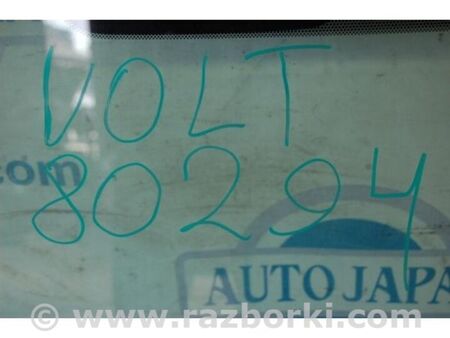 VOLT
80294
.com
AUTO JAPA
© www.razborki.com